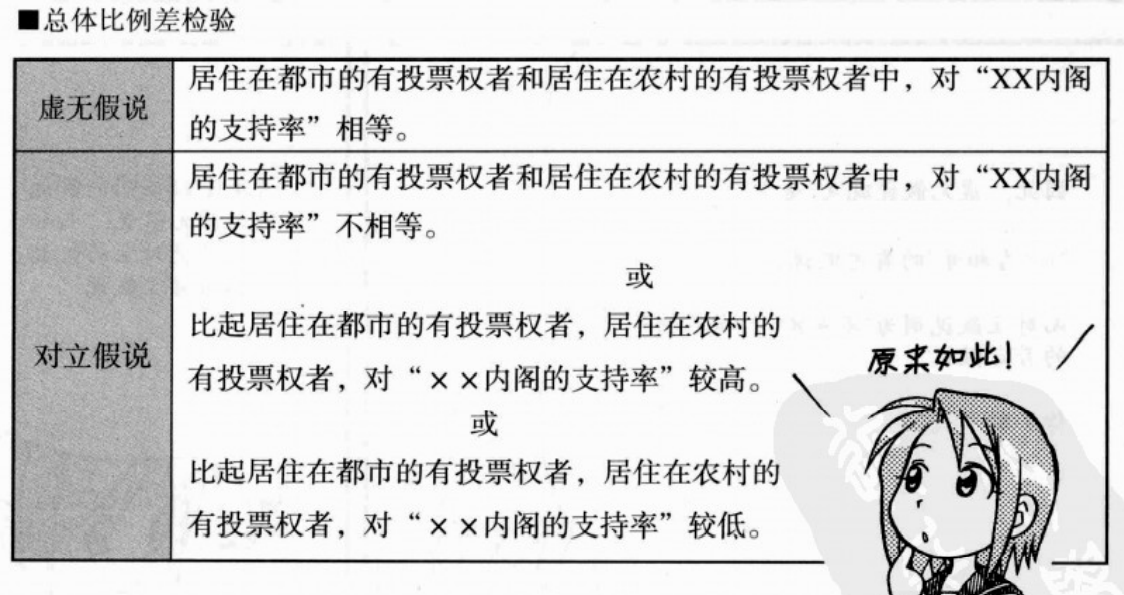 ■总体比例差检验
虚无假说
居住在都市的有投票权者和居住在农村的有投票权者中，对“XX内阁
的支持率”相等。
对立假说
居住在都市的有投票权者和居住在农村的有投票权者中，对“XX内阁
的支持率”不相等。
或
比起居住在都市的有投票权者，居住在农村的
有投票权者，对“××内阁的支持率”较高。
或
比起居住在都市的有投票权者，居住在农村的
有投票权者，对“××内阁的支持率”较低。
原来如此！